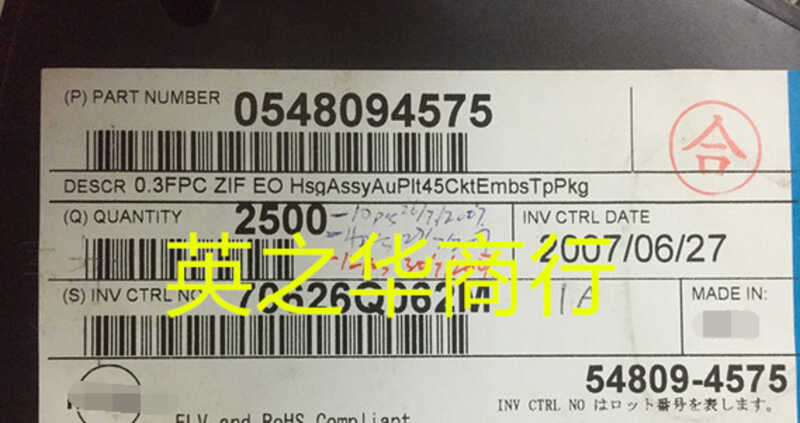 (P) PART NUMBER 0548094575
合
DESCR 0.3FPC ZIF EO HsgAssyAuPlt45CktEmbsTpPkg
(Q) QUANTITY 2500
INV CTRL DATE
2007/06/27
英之华商行
(S) INV CTRL NO 70626Q062M
1A
MADE IN:
54809-4575
INV CTRL NO はロット番号を表します。
ELV and RoHS Compliant